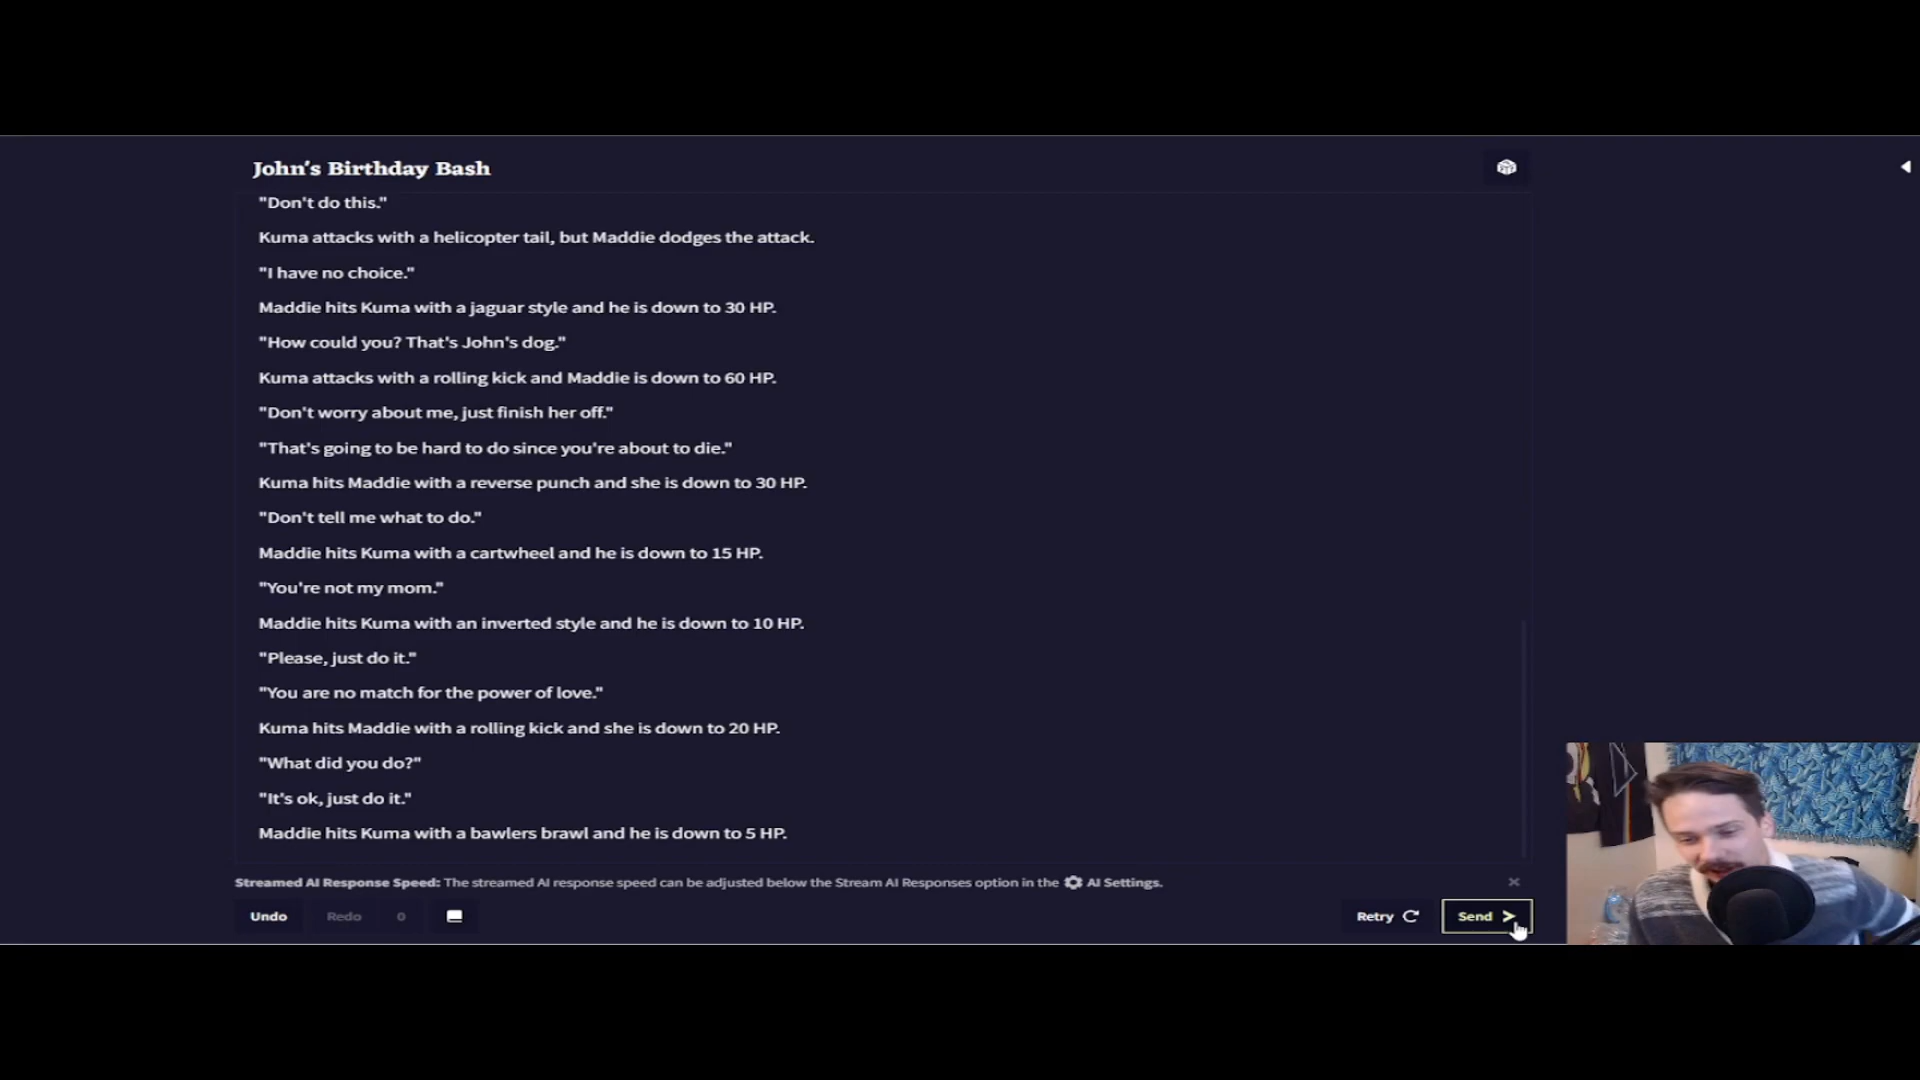 John's Birthday Bash
"Don't do this."
Kuma attacks with a helicopter tail, but Maddie dodges the attack.
"I have no choice."
Maddie hits Kuma with a jaguar style and he is down to 30 HP.
"How could you? That's John's dog."
Kuma attacks with a rolling kick and Maddie is down to 60 HP.
"Don't worry about me, just finish her off."
"That's going to be hard to do since you're about to die."
Kuma hits Maddie with a reverse punch and she is down to 30 HP.
"Don't tell me what to do."
Maddie hits Kuma with a cartwheel and he is down to 15 HP.
"You're not my mom."
Maddie hits Kuma with an inverted style and he is down to 10 HP.
"Please, just do it."
"You are no match for the power of love."
Kuma hits Maddie with a rolling kick and she is down to 20 HP.
"What did you do?"
"It's ok, just do it."
Maddie hits Kuma with a bawlers brawl and he is down to 5 HP.
Streamed AI Response Speed: The streamed AI response speed can be adjusted below the Stream AI Responses option in the AI Settings.
Undo Redo 0 Retry Send